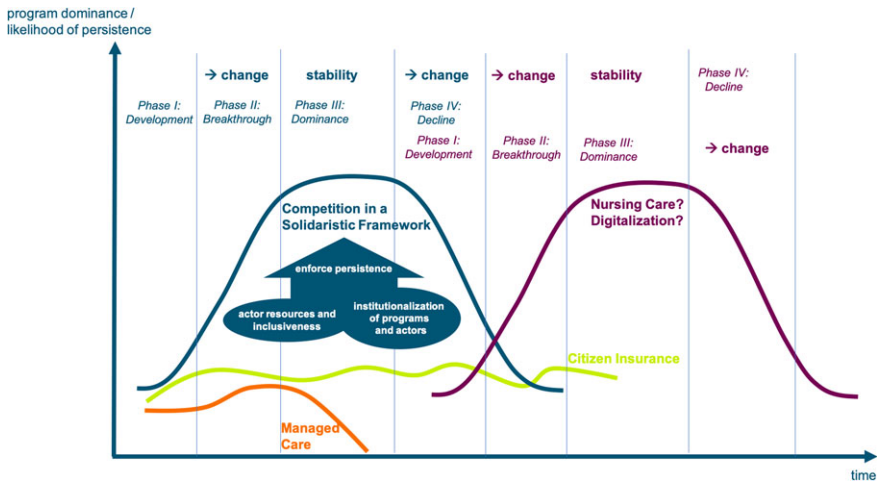 program dominance /
likelihood of persistence
→ change
stability
→ change
→ change
stability
Phase IV:
Decline
Phase I:
Development
Phase II:
Breakthrough
Phase III:
Dominance
Phase IV:
Decline
Phase I:
Development
Phase II:
Breakthrough
Phase III:
Dominance
→ change
Competition in a
Solidaristic Framework
Nursing Care?
Digitalization?
enforce persistence
actor resources and
inclusiveness
institutionalization
of programs
and actors
Citizen Insurance
Managed
Care
time